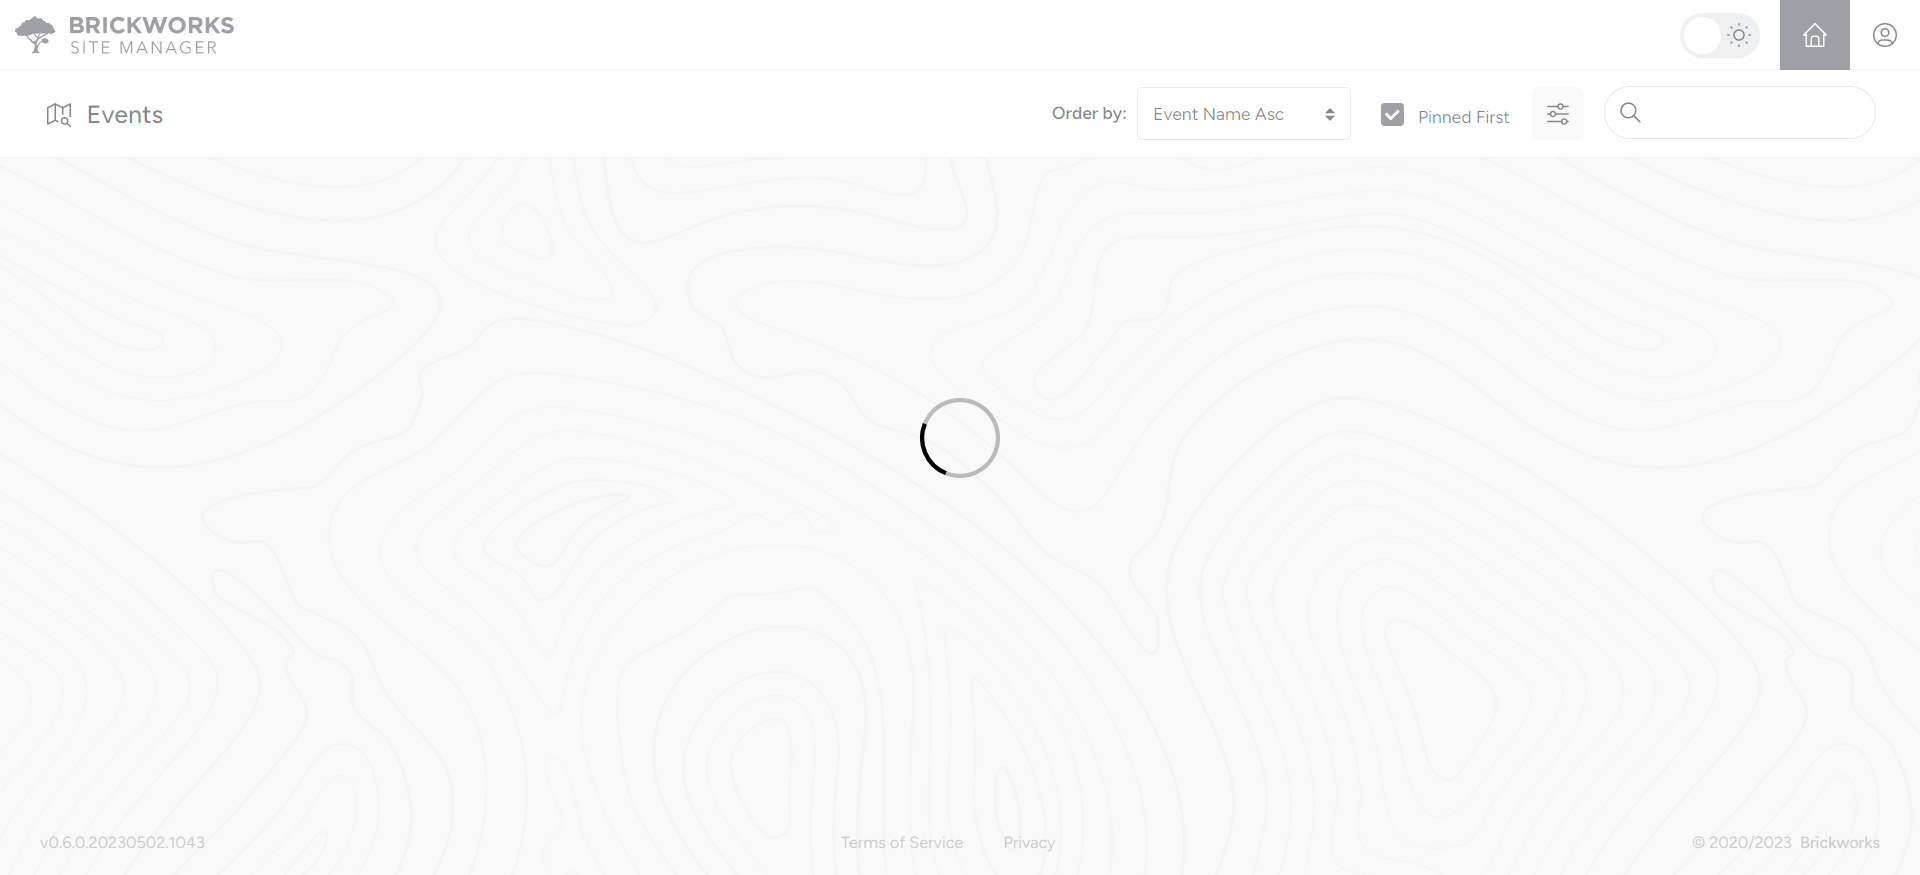 BRICKWORKS
SITE MANAGER
Events
Order by:
Event Name Asc
Pinned First
v0.6.0.20230502.1043
Terms of Service
Privacy
© 2020/2023 Brickworks